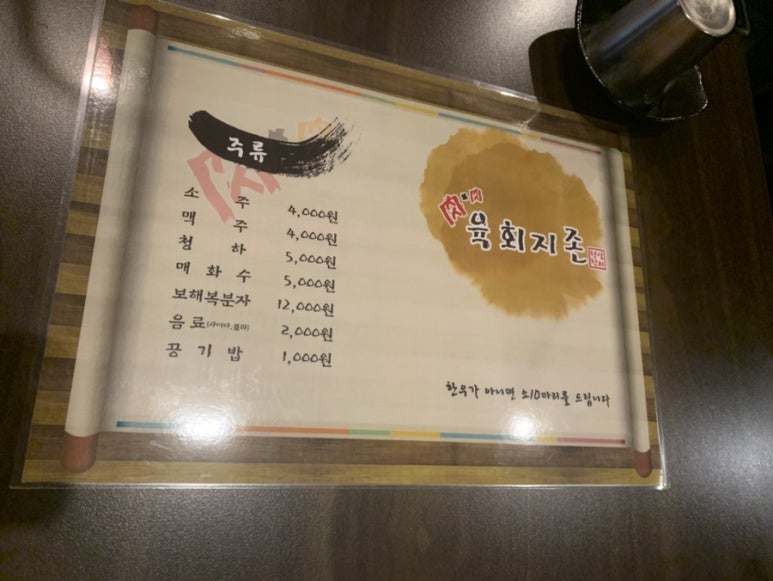 주류
소 주 4,000원
맥 주 4,000원
청 하 5,000원
매 화 수 5,000원
보해복분자 12,000원
음료(사이다,콜라) 2,000원
공 기 밥 1,000원
육회지존
한우가 아니면 소10마리를 드립니다